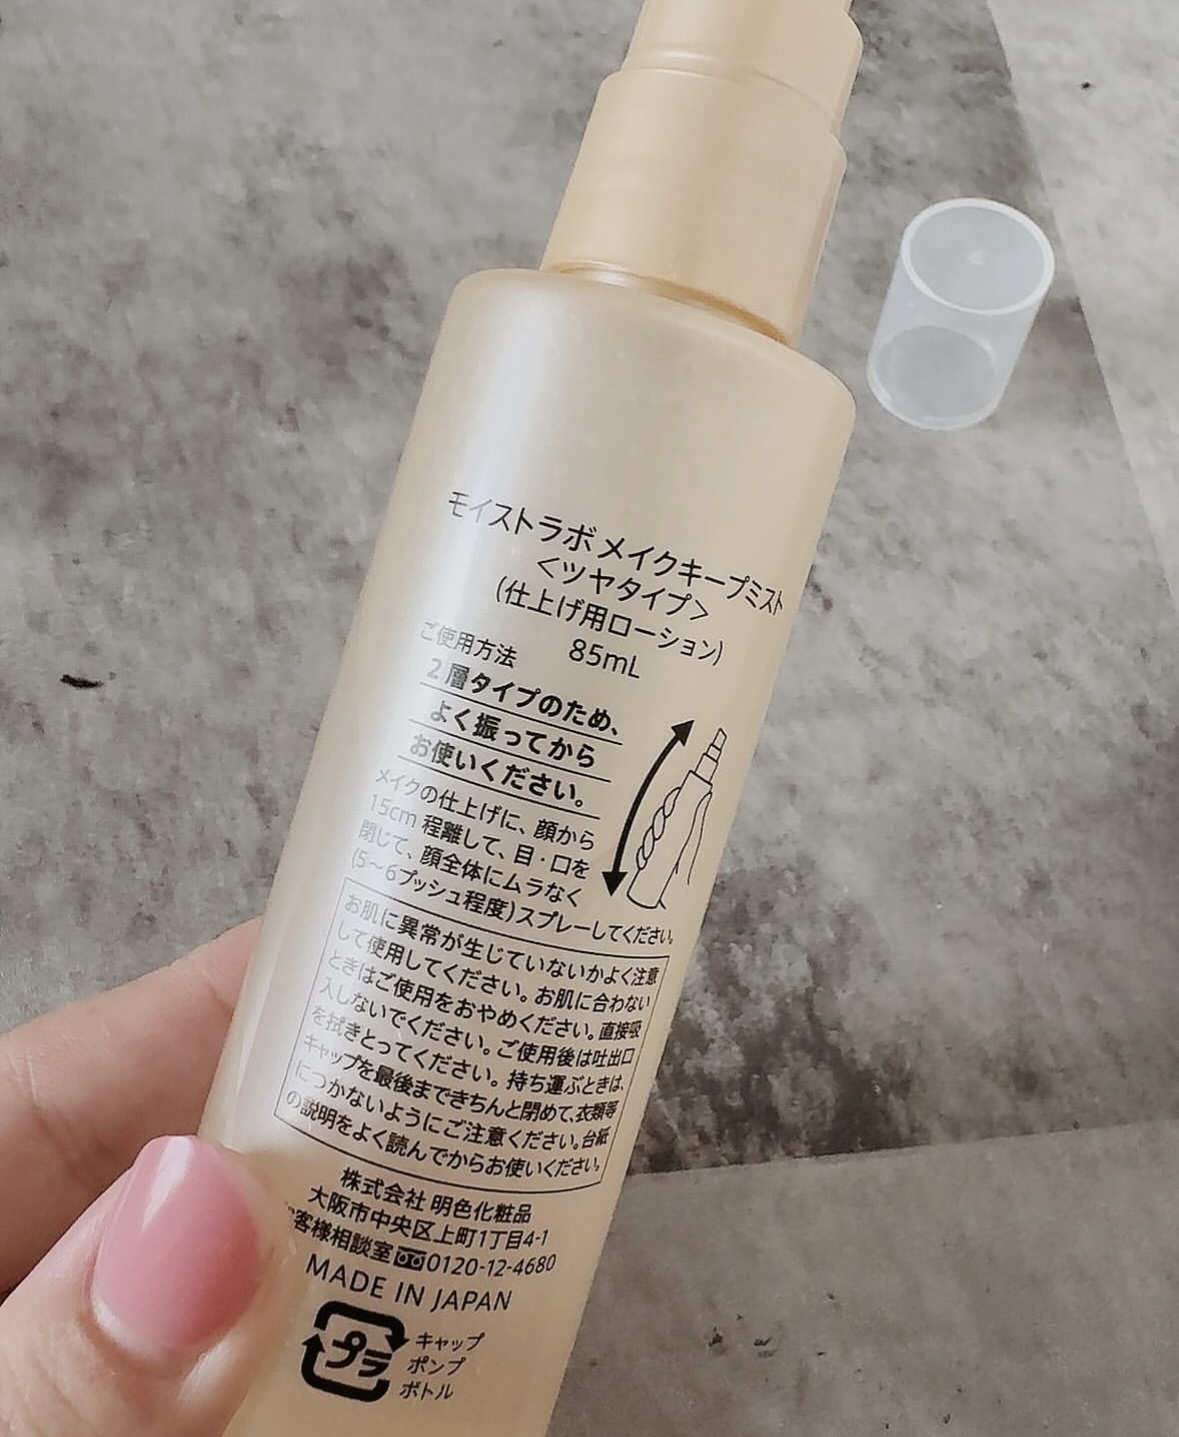 モイストラボ メイクキープミスト
＜ツヤタイプ＞
(仕上げ用ローション)
85mL
ご使用方法
2層タイプのため、
よく振ってから
お使いください。
メイクの仕上げに、顔から
15cm 程離して、目・口を
閉じて、顔全体にムラなく
(5～6プッシュ程度)スプレーしてください。
お肌に異常が生じていないかよく注意
して使用してください。お肌に合わない
ときはご使用をおやめください。直接吸
入しないでください。ご使用後は吐出口
を拭きとってください。持ち運ぶときは、
キャップを最後まできちんと閉めて、衣類等
につかないようにご注意ください。台紙
の説明をよく読んでからお使いください。
株式会社 明色化粧品
大阪市中央区上町1丁目4-1
客様相談室 0120-12-4680
MADE IN JAPAN
プラ
キャップ
ポンプ
ボトル